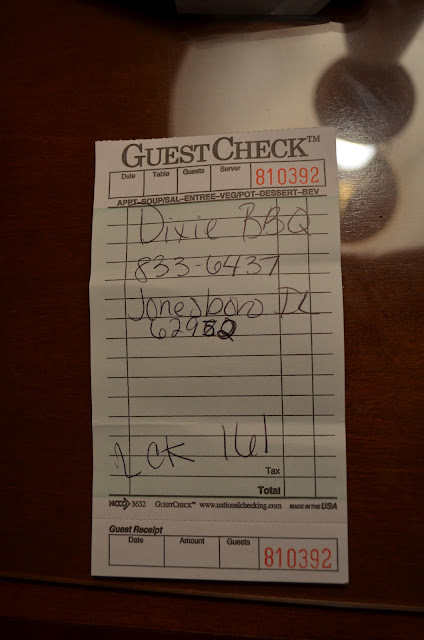 GUESTCHECK™
Date Table Guests Server 810392
APPT-SOUP/SAL-ENTREE-VEG/POT-DESSERT-BEV
Dixie BBQ
833-6437
Jonesboro IL
62952
CK 161
Tax
Total
NCCO 3632 GUESTCHECK™ www.nationalchecking.com MADE IN THE USA
Guest Receipt
Date Amount Guests 810392